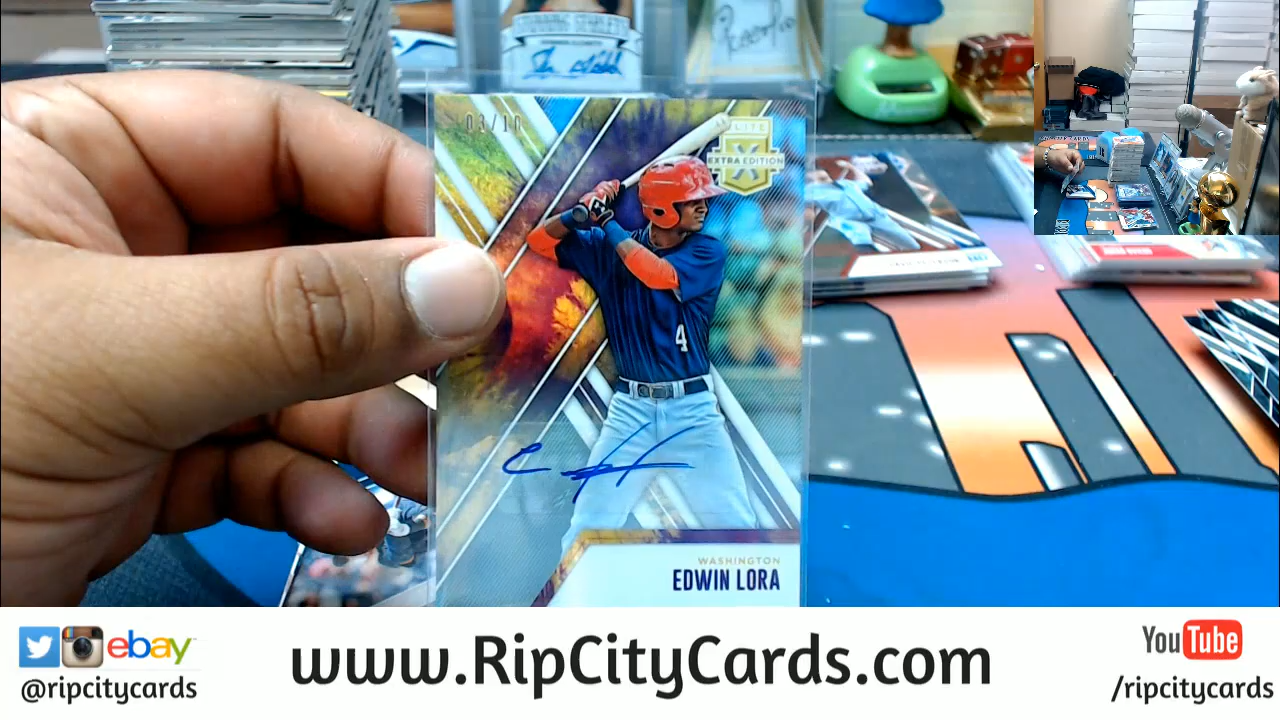 03/10
ELITE
EXTRA EDITION
4
WASHINGTON
EDWIN LORA
ebay
@ripcitycards
www.RipCityCards.com
YouTube
/ripcitycards